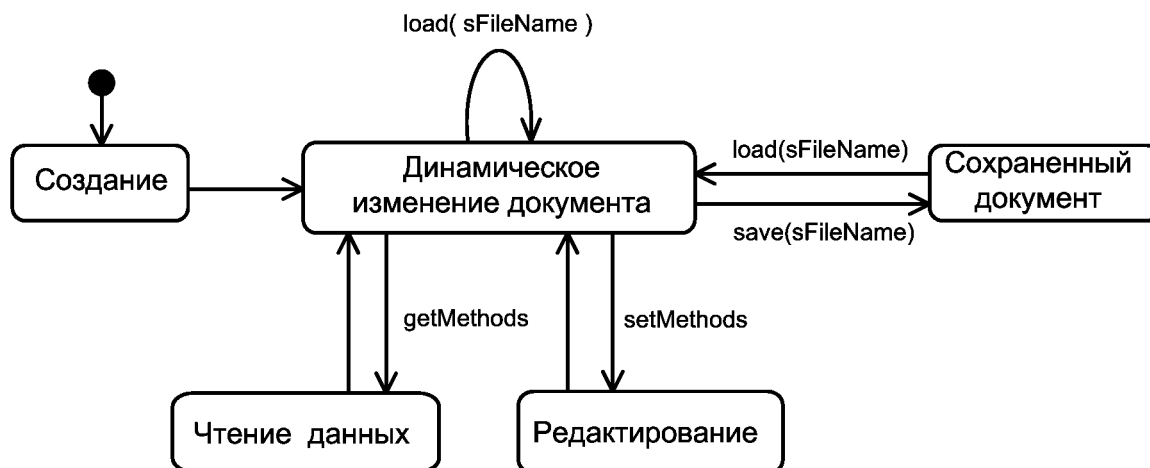 load( sFileName )
Создание
Динамическое
изменение документа
load(sFileName)
save(sFileName)
Сохраненный
документ
getMethods
setMethods
Чтение данных
Редактирование